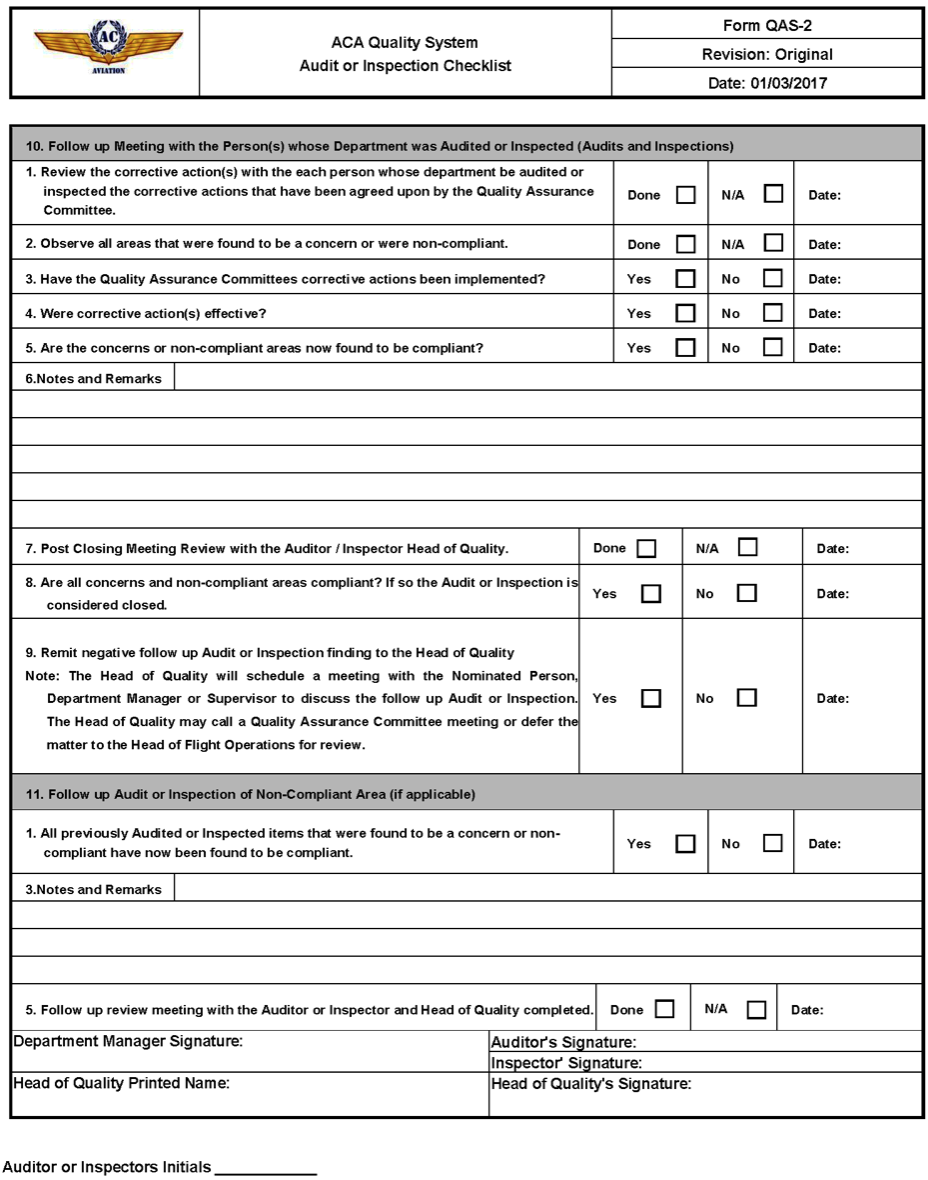 AC
AVIATION
ACA Quality System
Audit or Inspection Checklist
Form QAS-2
Revision: Original
Date: 01/03/2017
10. Follow up Meeting with the Person(s) whose Department was Audited or Inspected (Audits and Inspections)
1. Review the corrective action(s) with the each person whose department be audited or
inspected the corrective actions that have been agreed upon by the Quality Assurance
Committee.
Done N/A Date:
2. Observe all areas that were found to be a concern or were non-compliant. Done N/A Date:
3. Have the Quality Assurance Committees corrective actions been implemented? Yes No Date:
4. Were corrective action(s) effective? Yes No Date:
5. Are the concerns or non-compliant areas now found to be compliant? Yes No Date:
6.Notes and Remarks
7. Post Closing Meeting Review with the Auditor / Inspector Head of Quality. Done N/A Date:
8. Are all concerns and non-compliant areas compliant? If so the Audit or Inspection is
considered closed.
Yes No Date:
9. Remit negative follow up Audit or Inspection finding to the Head of Quality
Note: The Head of Quality will schedule a meeting with the Nominated Person,
Department Manager or Supervisor to discuss the follow up Audit or Inspection.
The Head of Quality may call a Quality Assurance Committee meeting or defer the
matter to the Head of Flight Operations for review.
Yes No Date:
11. Follow up Audit or Inspection of Non-Compliant Area (if applicable)
1. All previously Audited or Inspected items that were found to be a concern or non-
compliant have now been found to be compliant.
Yes No Date:
3.Notes and Remarks
5. Follow up review meeting with the Auditor or Inspector and Head of Quality completed. Done N/A Date:
Department Manager Signature:
Auditor's Signature:
Inspector' Signature:
Head of Quality Printed Name:
Head of Quality's Signature:
Auditor or Inspectors Initials ____________